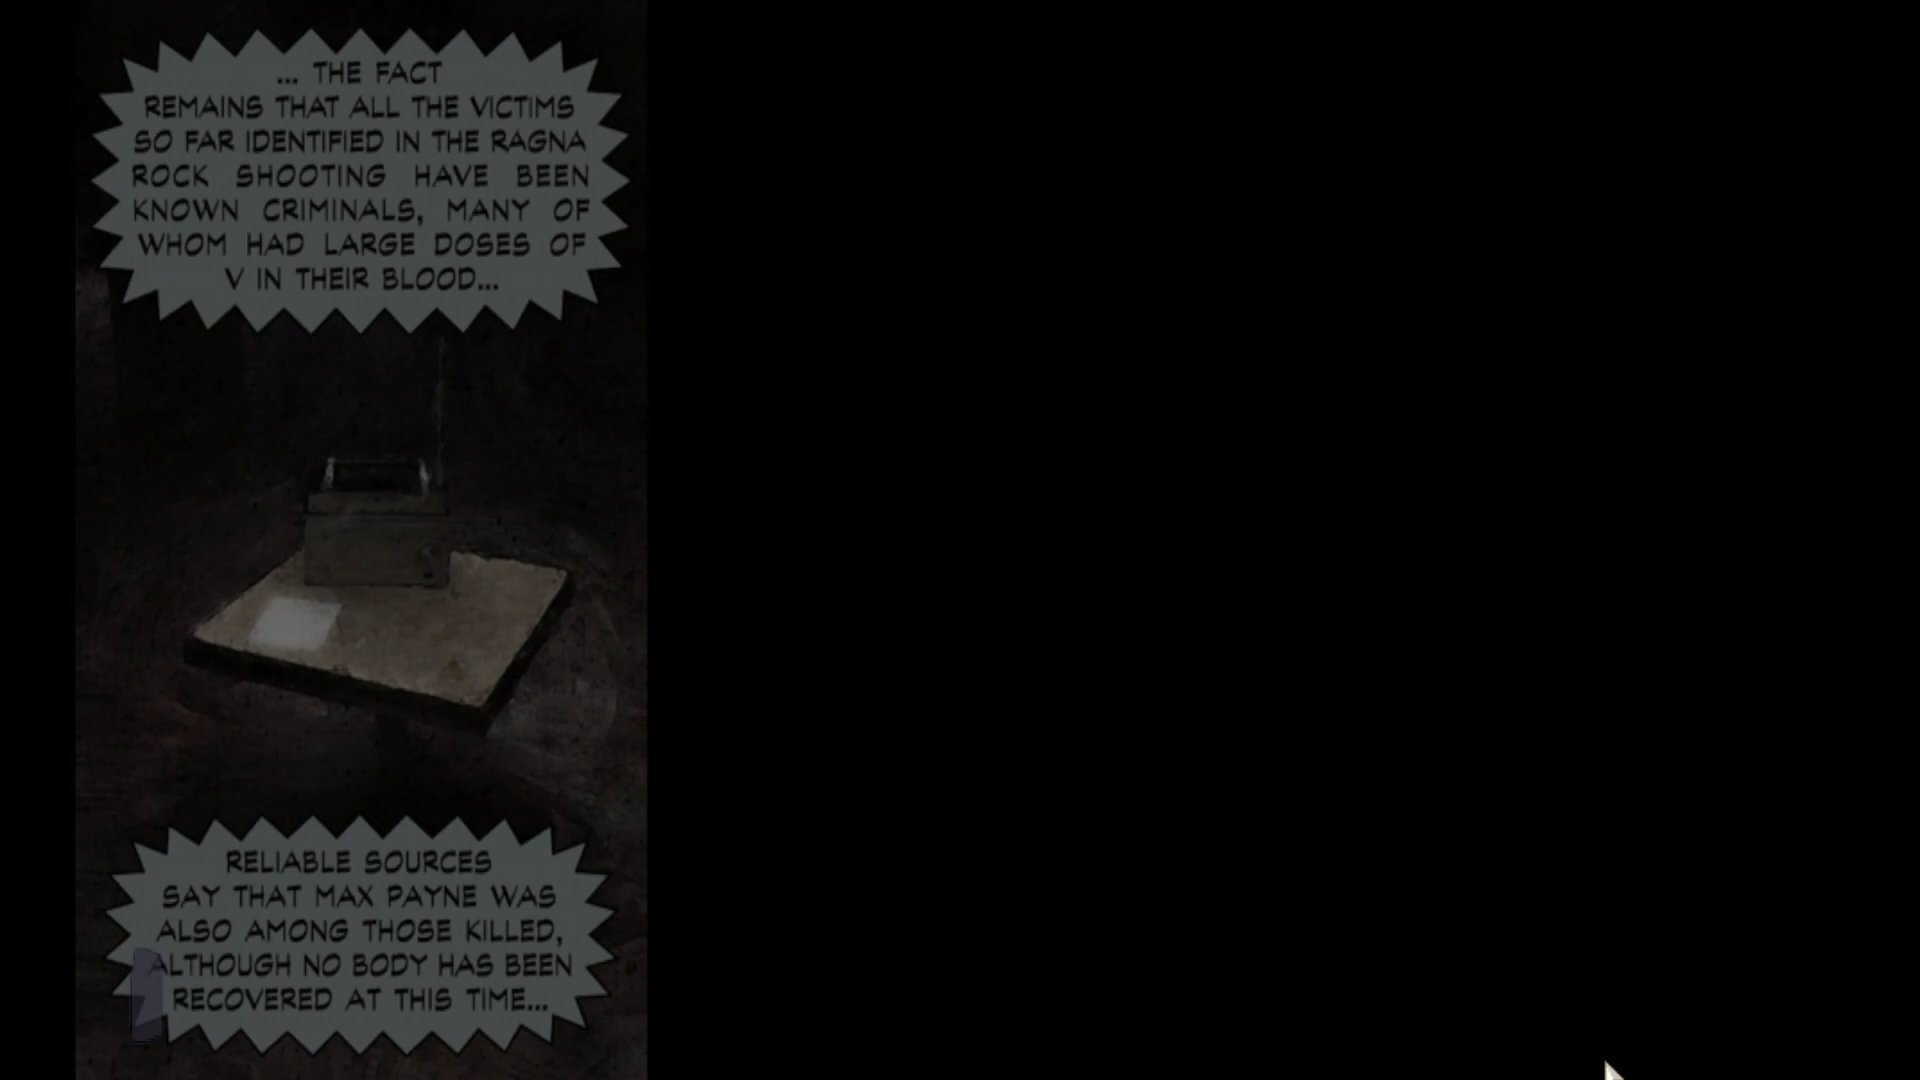 ... THE FACT
REMAINS THAT ALL THE VICTIMS
SO FAR IDENTIFIED IN THE RAGNA
ROCK SHOOTING HAVE BEEN
KNOWN CRIMINALS, MANY OF
WHOM HAD LARGE DOSES OF
V IN THEIR BLOOD...
RELIABLE SOURCES
SAY THAT MAX PAYNE WAS
ALSO AMONG THOSE KILLED,
ALTHOUGH NO BODY HAS BEEN
RECOVERED AT THIS TIME...